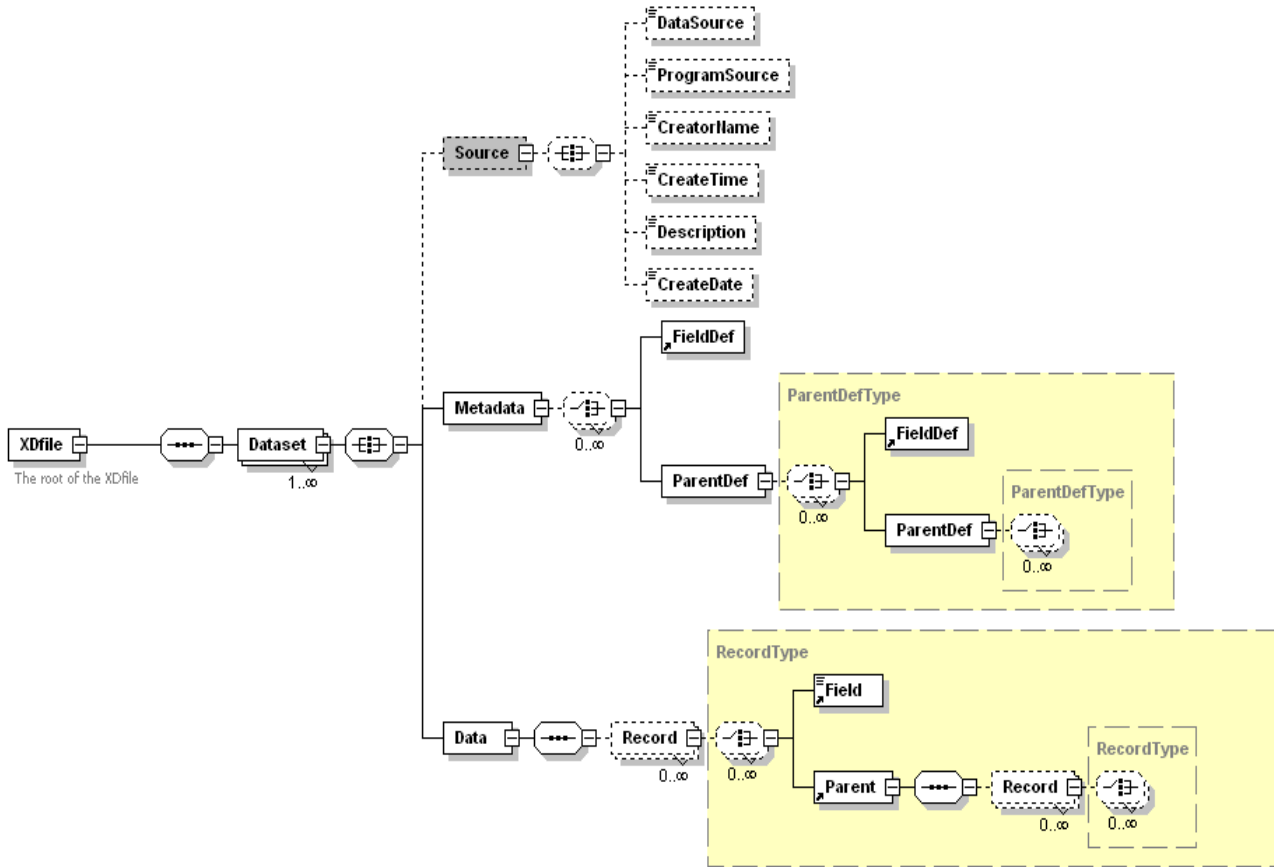 DataSource
ProgramSource
CreatorName
Source
CreateTime
Description
CreateDate
FieldDef
ParentDefType
Metadata
0..∞
FieldDef
XDfile
The root of the XDfile
Dataset
1..∞
ParentDef
0..∞
ParentDefType
ParentDef
0..∞
RecordType
Field
Data
Record
0..∞
0..∞
RecordType
Parent
Record
0..∞
0..∞